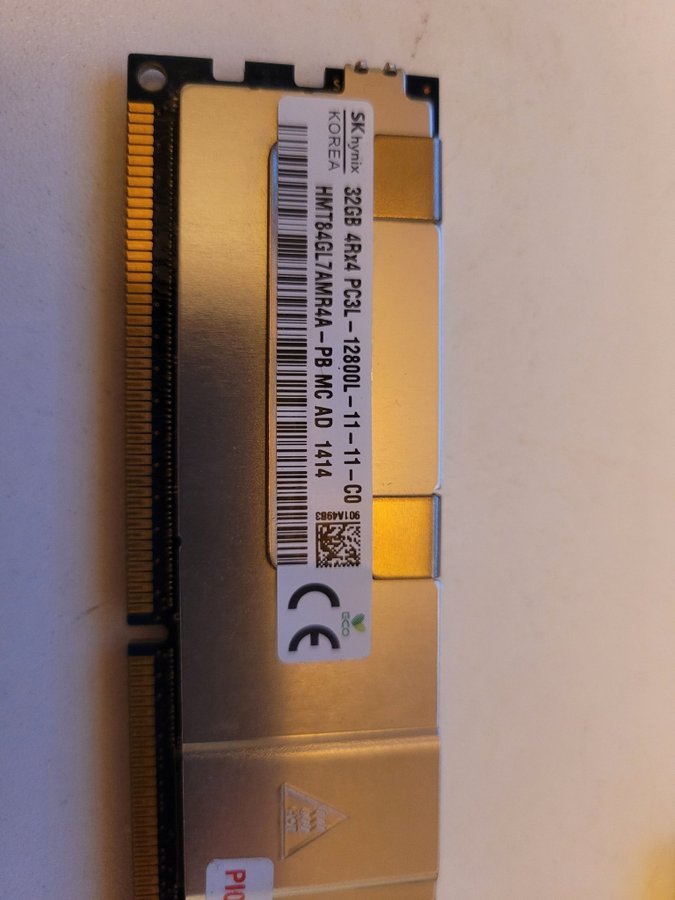 SK hynix
KOREA
32GB 4Rx4 PC3L-12800L-11-11-C0
HMT84GL7AMR4A-PB MC AD 1414
901A49B3
CE
ECO